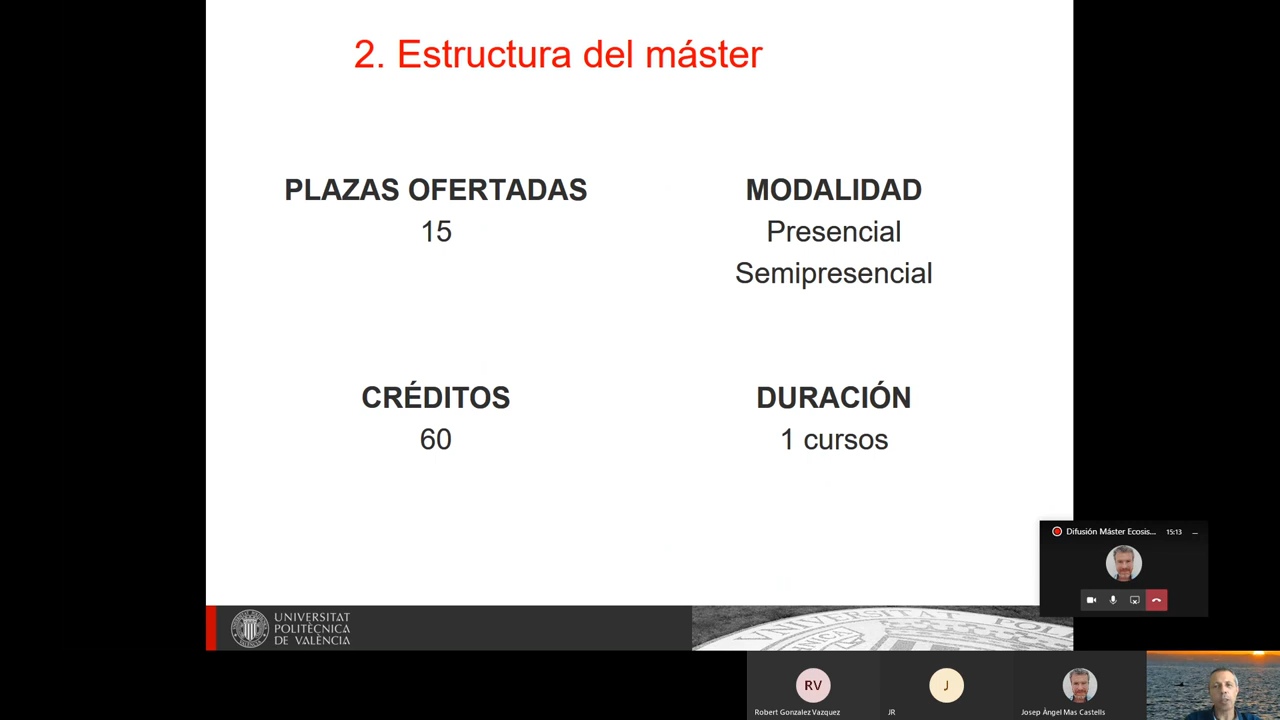 2. Estructura del máster
PLAZAS OFERTADAS
15
MODALIDAD
Presencial
Semipresencial
CRÉDITOS
60
DURACIÓN
1 cursos
Difusión Máster Ecosis...
15:13
UNIVERSITAT
POLITÈCNICA
DE VALÈNCIA
RV
Robert Gonzalez Vazquez
J
JR
Josep Àngel Mas Castells